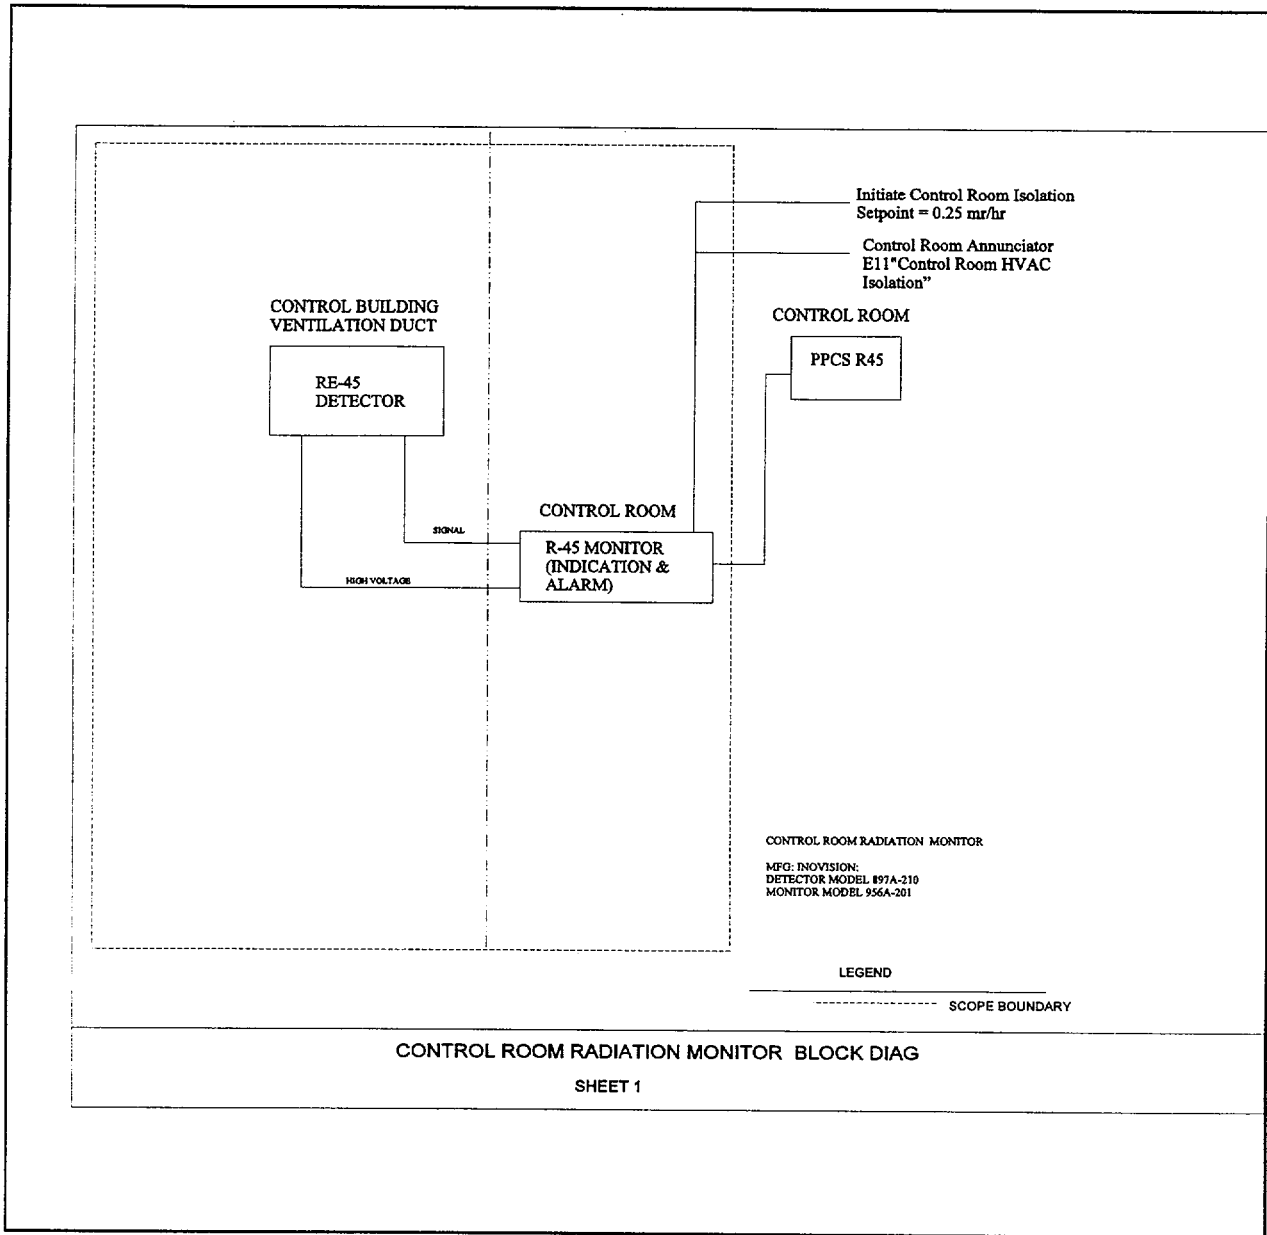 Initiate Control Room Isolation
Setpoint = 0.25 mr/hr
Control Room Annunciator
E11"Control Room HVAC
Isolation”
CONTROL BUILDING
VENTILATION DUCT
RE-45
DETECTOR
CONTROL ROOM
PPCS R45
SIGNAL
HIGH VOLTAGE
CONTROL ROOM
R-45 MONITOR
(INDICATION &
ALARM)
CONTROL ROOM RADIATION MONITOR
MFG: INOVISION:
DETECTOR MODEL 897A-210
MONITOR MODEL 956A-201
LEGEND
SCOPE BOUNDARY
CONTROL ROOM RADIATION MONITOR BLOCK DIAG
SHEET 1